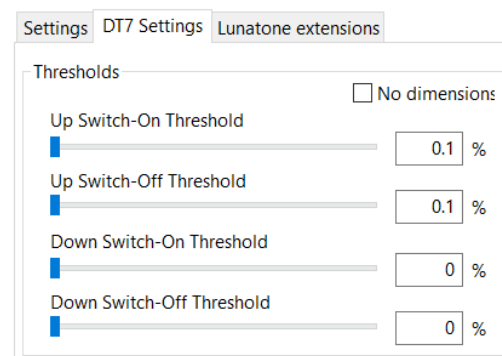 Settings DT7 Settings Lunatone extensions
Thresholds
No dimensions
Up Switch-On Threshold
0.1 %
Up Switch-Off Threshold
0.1 %
Down Switch-On Threshold
0 %
Down Switch-Off Threshold
0 %